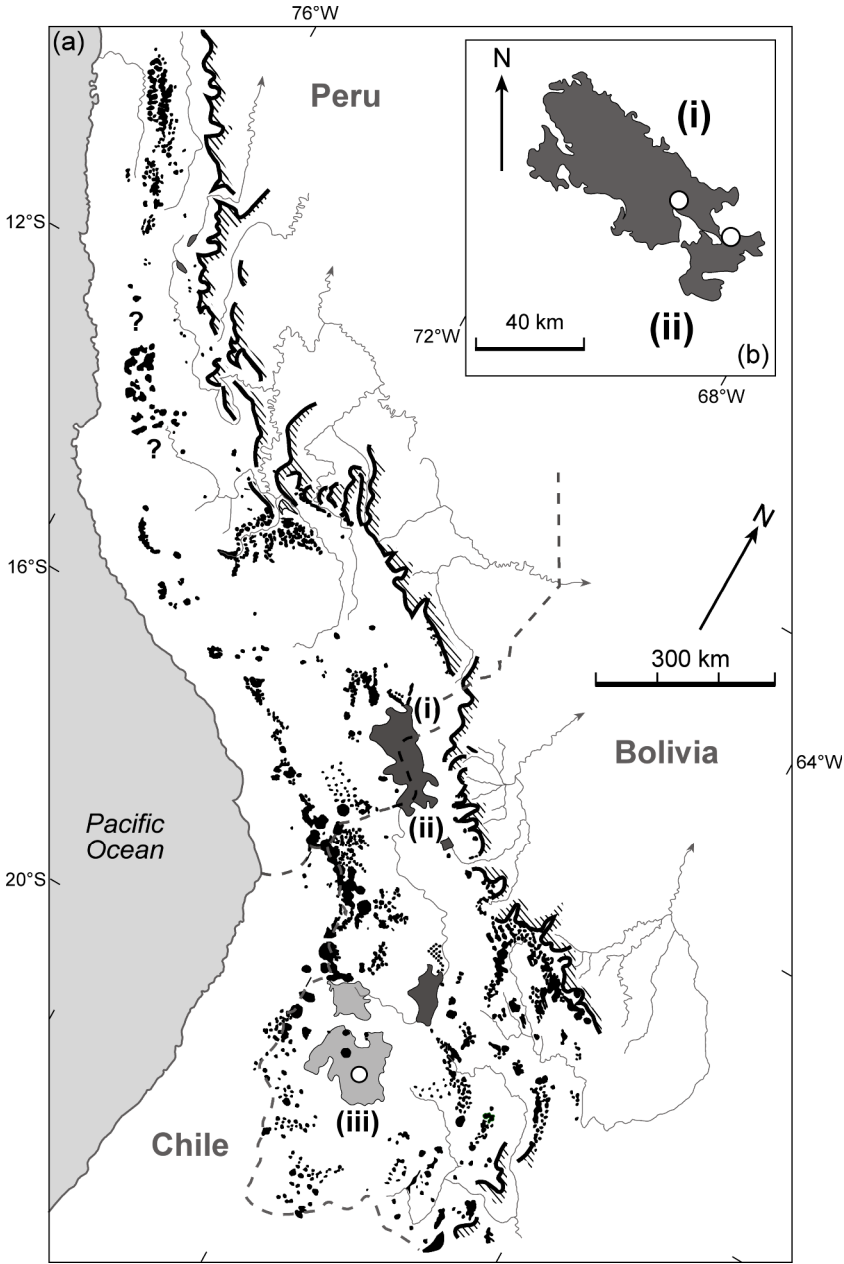 76°W
(a)
Peru
N
(i)
12°S
?
40 km
(ii)
72°W
(b)
68°W
?
N
16°S
300 km
(i)
Bolivia
64°W
Pacific
Ocean
(ii)
20°S
(iii)
Chile